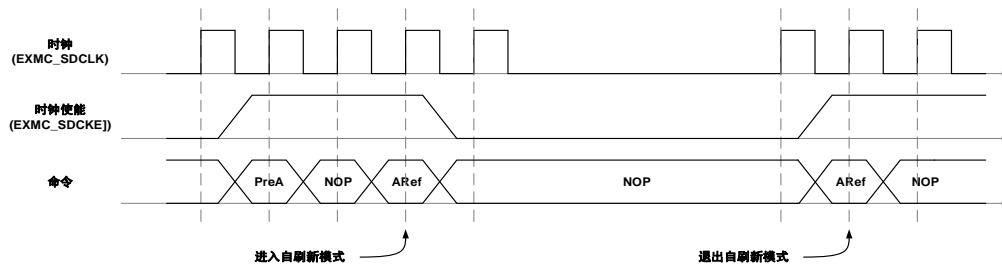 时钟
(EXMC_SDCLK)
时钟使能
(EXMC_SDCKE])
命令
PreA
NOP
ARef
NOP
ARef
NOP
进入自刷新模式
退出自刷新模式